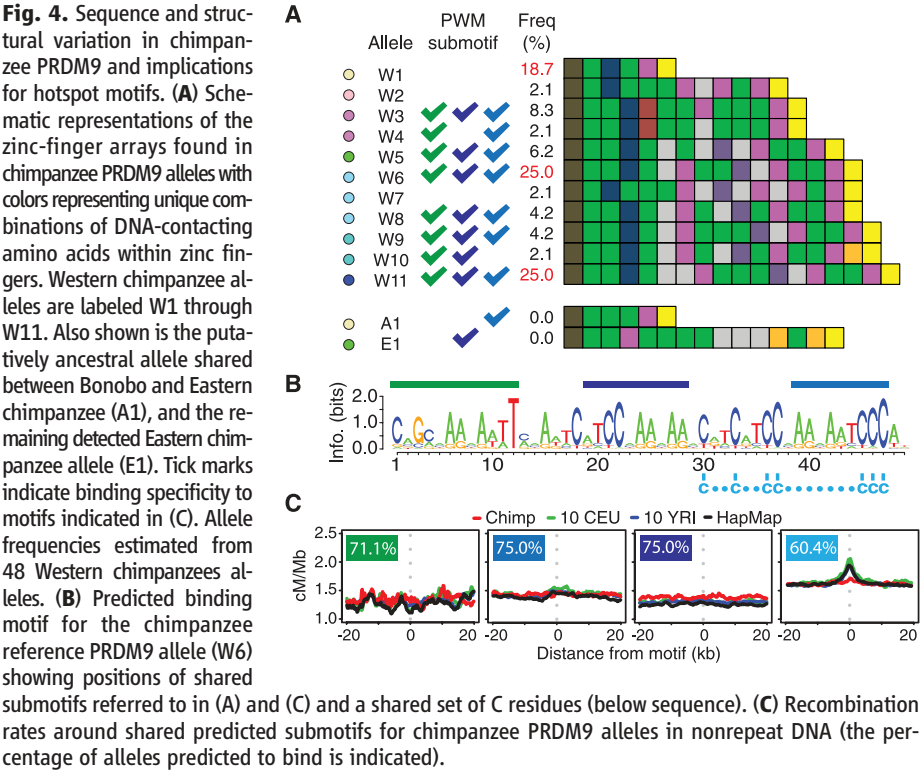 Fig. 4. Sequence and struc-
tural variation in chimpan-
zee PRDM9 and implications
for hotspot motifs. (A) Sche-
matic representations of the
zinc-finger arrays found in
chimpanzee PRDM9 alleles with
colors representing unique com-
binations of DNA-contacting
amino acids within zinc fin-
gers. Western chimpanzee al-
leles are labeled W1 through
W11. Also shown is the puta-
tively ancestral allele shared
between Bonobo and Eastern
chimpanzee (A1), and the re-
maining detected Eastern chim-
panzee allele (E1). Tick marks
indicate binding specificity to
motifs indicated in (C). Allele
frequencies estimated from
48 Western chimpanzees al-
leles. (B) Predicted binding
motif for the chimpanzee
reference PRDM9 allele (W6)
showing positions of shared
submotifs referred to in (A) and (C) and a shared set of C residues (below sequence). (C) Recombination
rates around shared predicted submotifs for chimpanzee PRDM9 alleles in nonrepeat DNA (the per-
centage of alleles predicted to bind is indicated).
A
PWM Freq
Allele submotif (%)
W1 18.7
W2 2.1
W3 8.3
W4 2.1
W5 6.2
W6 25.0
W7 2.1
W8 4.2
W9 4.2
W10 2.1
W11 25.0
A1 0.0
E1 0.0
B
Info. (bits)
2.0
1.0
0.0
1 10 20 30 40
C••C••CC•••••••CCC
C
Chimp 10 CEU 10 YRI HapMap
cM/Mb
2.5
2.0
1.5
1.0
71.1% 75.0% 75.0% 60.4%
-20 0 20 -20 0 20 -20 0 20 -20 0 20
Distance from motif (kb)